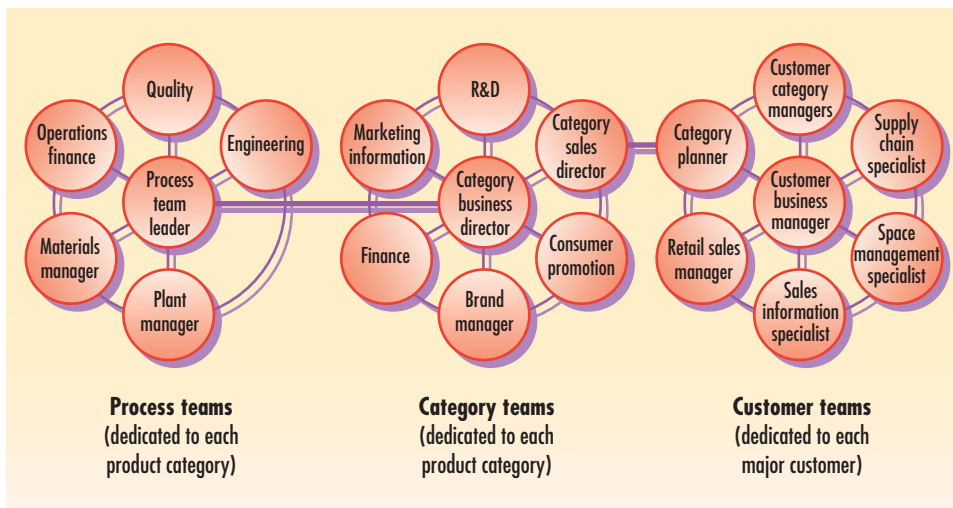 Quality
Operations
finance
Engineering
Process
team
leader
Materials
manager
Plant
manager
Process teams
(dedicated to each
product category)
R&D
Marketing
information
Category
sales
director
Category
business
director
Finance
Consumer
promotion
Brand
manager
Category teams
(dedicated to each
product category)
Customer
category
managers
Category
planner
Supply
chain
specialist
Customer
business
manager
Retail sales
manager
Space
management
specialist
Sales
information
specialist
Customer teams
(dedicated to each
major customer)